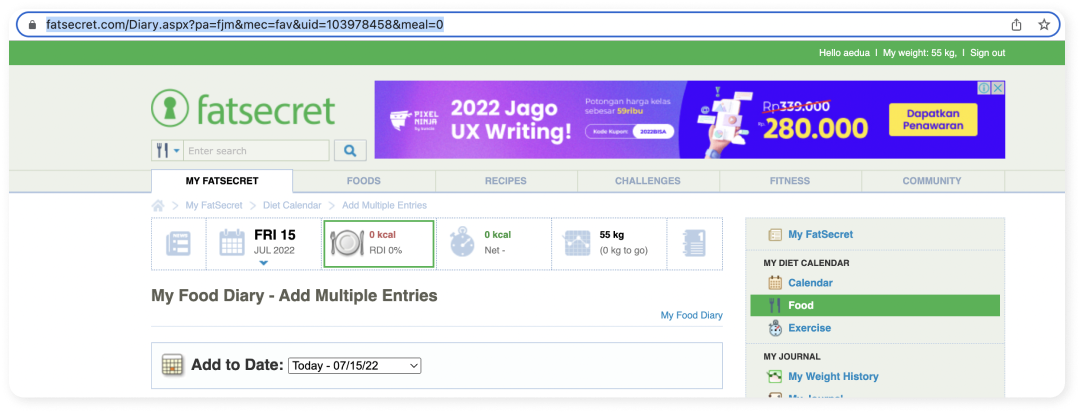 fatsecret.com/Diary.aspx?pa=fjm&mec=fav&uid=103978458&meal=0
Hello aedua | My weight: 55 kg, | Sign out
fatsecret
Enter search
PIXEL
NINJA
2022 Jago
UX Writing!
Potongan harga kelas
sebesar 59ribu
Kode Kupon 2022BISA
Rp339.000
Rp.
280.000
Dapatkan
Penawaran
MY FATSECRET
FOODS
RECIPES
CHALLENGES
FITNESS
COMMUNITY
My FatSecret
Diet Calendar
Add Multiple Entries
FRI 15
JUL 2022
0 kcal
RDI 0%
0 kcal
Net -
55 kg
(0 kg to go)
1
My Food Diary - Add Multiple Entries
My Food Diary
Add to Date: Today - 07/15/22
My FatSecret
MY DIET CALENDAR
Calendar
Food
Exercise
MY JOURNAL
My Weight History
My Journal